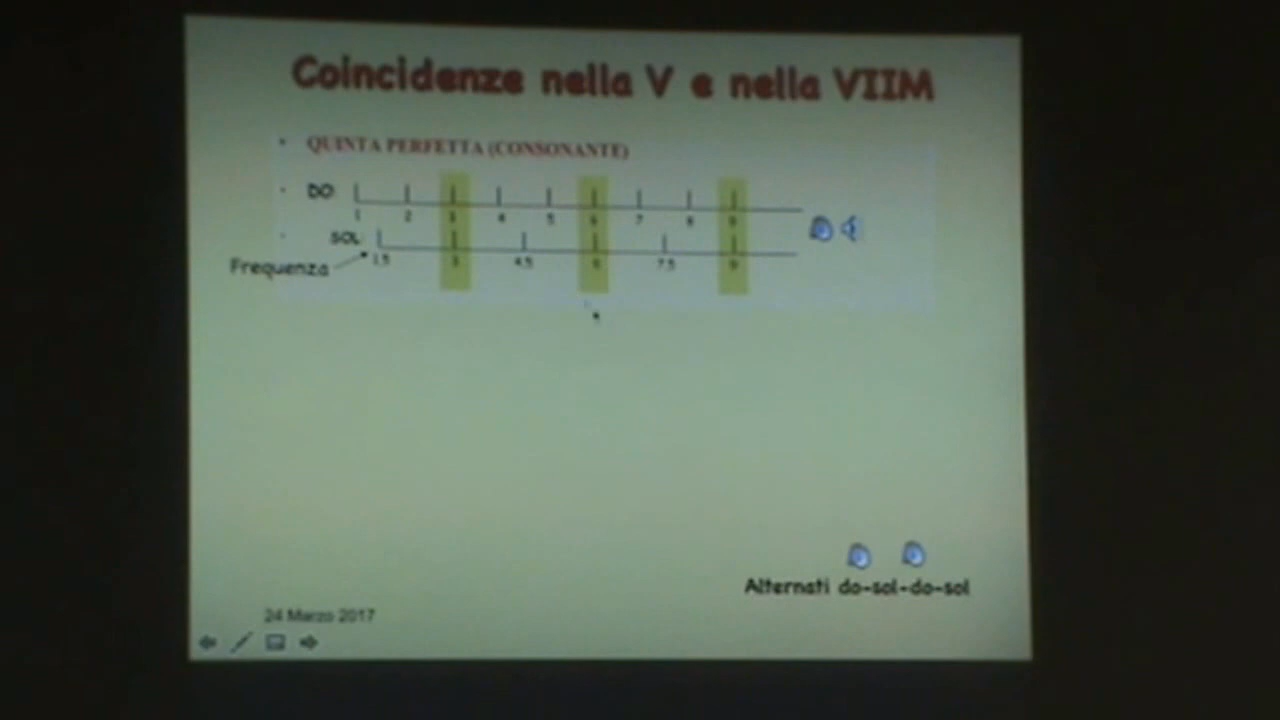 Coincidenze nella V e nella VIIM
• QUINTA PERFETTA (CONSONANTE)
• DO
1 2 3 4 5 6 7 8 9
• SOL
Frequenza
1.5 3 4.5 6 7.5 9
Alternati do-sol-do-sol
24 Marzo 2017